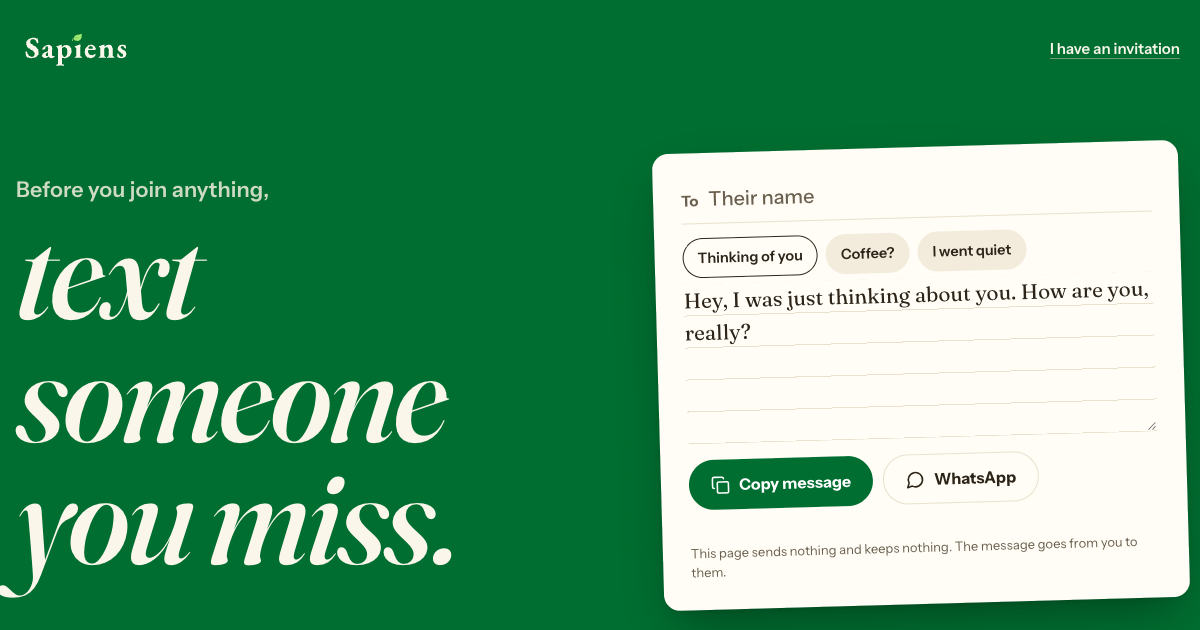 Sapiens
I have an invitation
Before you join anything,
text
someone
you miss.
To Their name
Thinking of you
Coffee?
I went quiet
Hey, I was just thinking about you. How are you,
really?
Copy message
WhatsApp
This page sends nothing and keeps nothing. The message goes from you to
them.